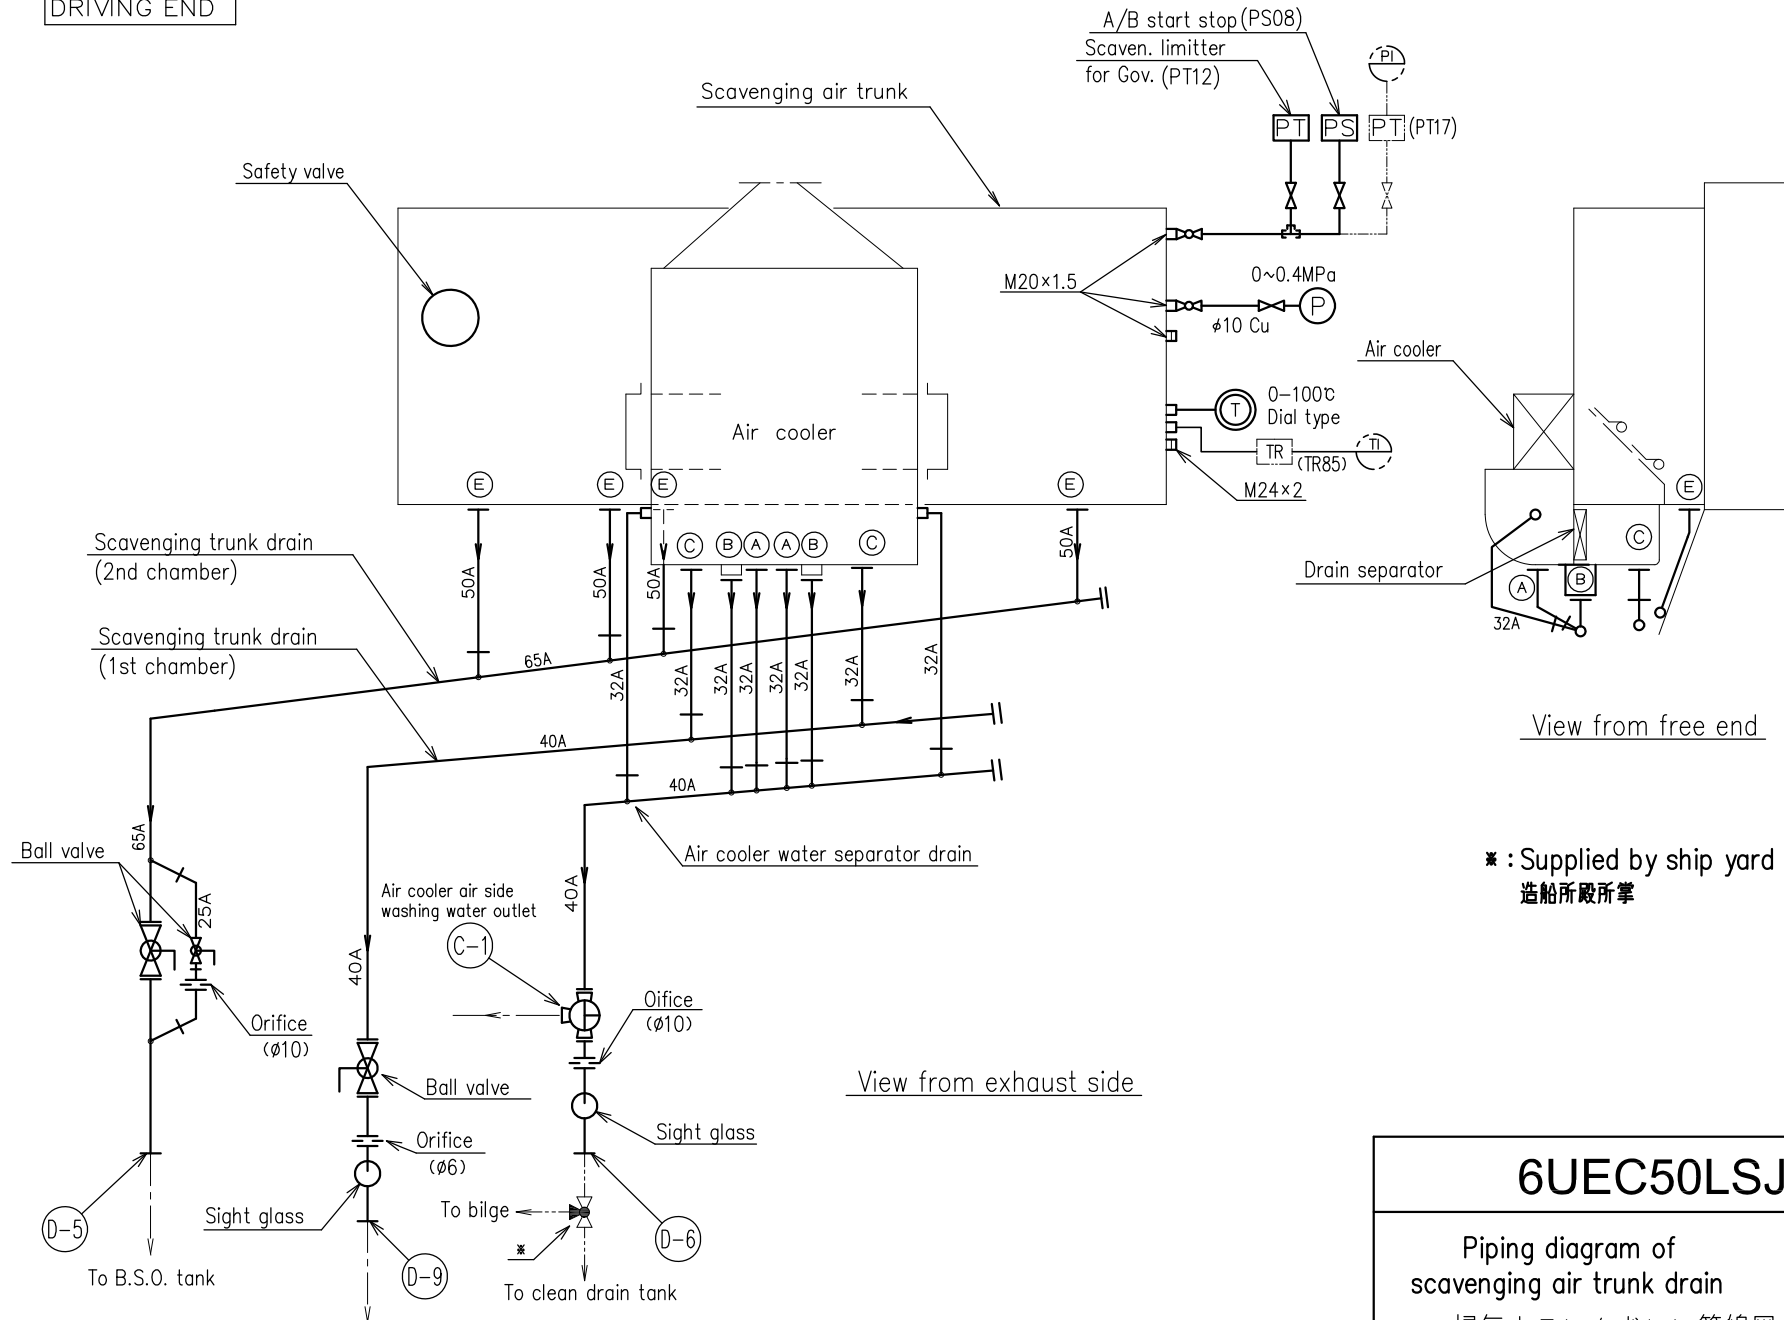 DRIVING END
A/B start stop(PS08)
Scaven. limitter
for Gov. (PT12)
PI
Scavenging air trunk
PT
PS
PT
(PT17)
Safety valve
M20×1.5
0~0.4MPa
P
φ10 Cu
Air cooler
Air cooler
T
0-100℃
Dial type
TR
(TR85)
TI
M24×2
E
E
E
E
E
C
B
A
A
B
C
C
A
B
Scavenging trunk drain
(2nd chamber)
50A
50A
50A
50A
Drain separator
32A
Scavenging trunk drain
(1st chamber)
65A
32A
32A
32A
32A
32A
32A
32A
32A
40A
40A
View from free end
65A
Ball valve
Air cooler water separator drain
※ : Supplied by ship yard
造船所殿所掌
25A
Air cooler air side
washing water outlet
C-1
40A
40A
Oifice
(φ10)
Orifice
(φ10)
Ball valve
View from exhaust side
Sight glass
Orifice
(φ6)
6UEC50LSJ
D-5
Sight glass
To bilge
※
D-6
D-9
To B.S.O. tank
To clean drain tank
Piping diagram of
scavenging air trunk drain